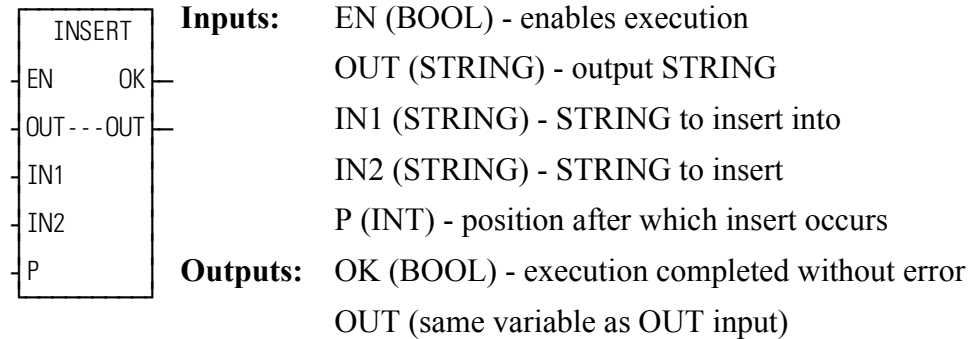 INSERT
EN OK
OUT---OUT
IN1
IN2
P
Inputs: EN (BOOL) - enables execution
OUT (STRING) - output STRING
IN1 (STRING) - STRING to insert into
IN2 (STRING) - STRING to insert
P (INT) - position after which insert occurs
Outputs: OK (BOOL) - execution completed without error
OUT (same variable as OUT input)